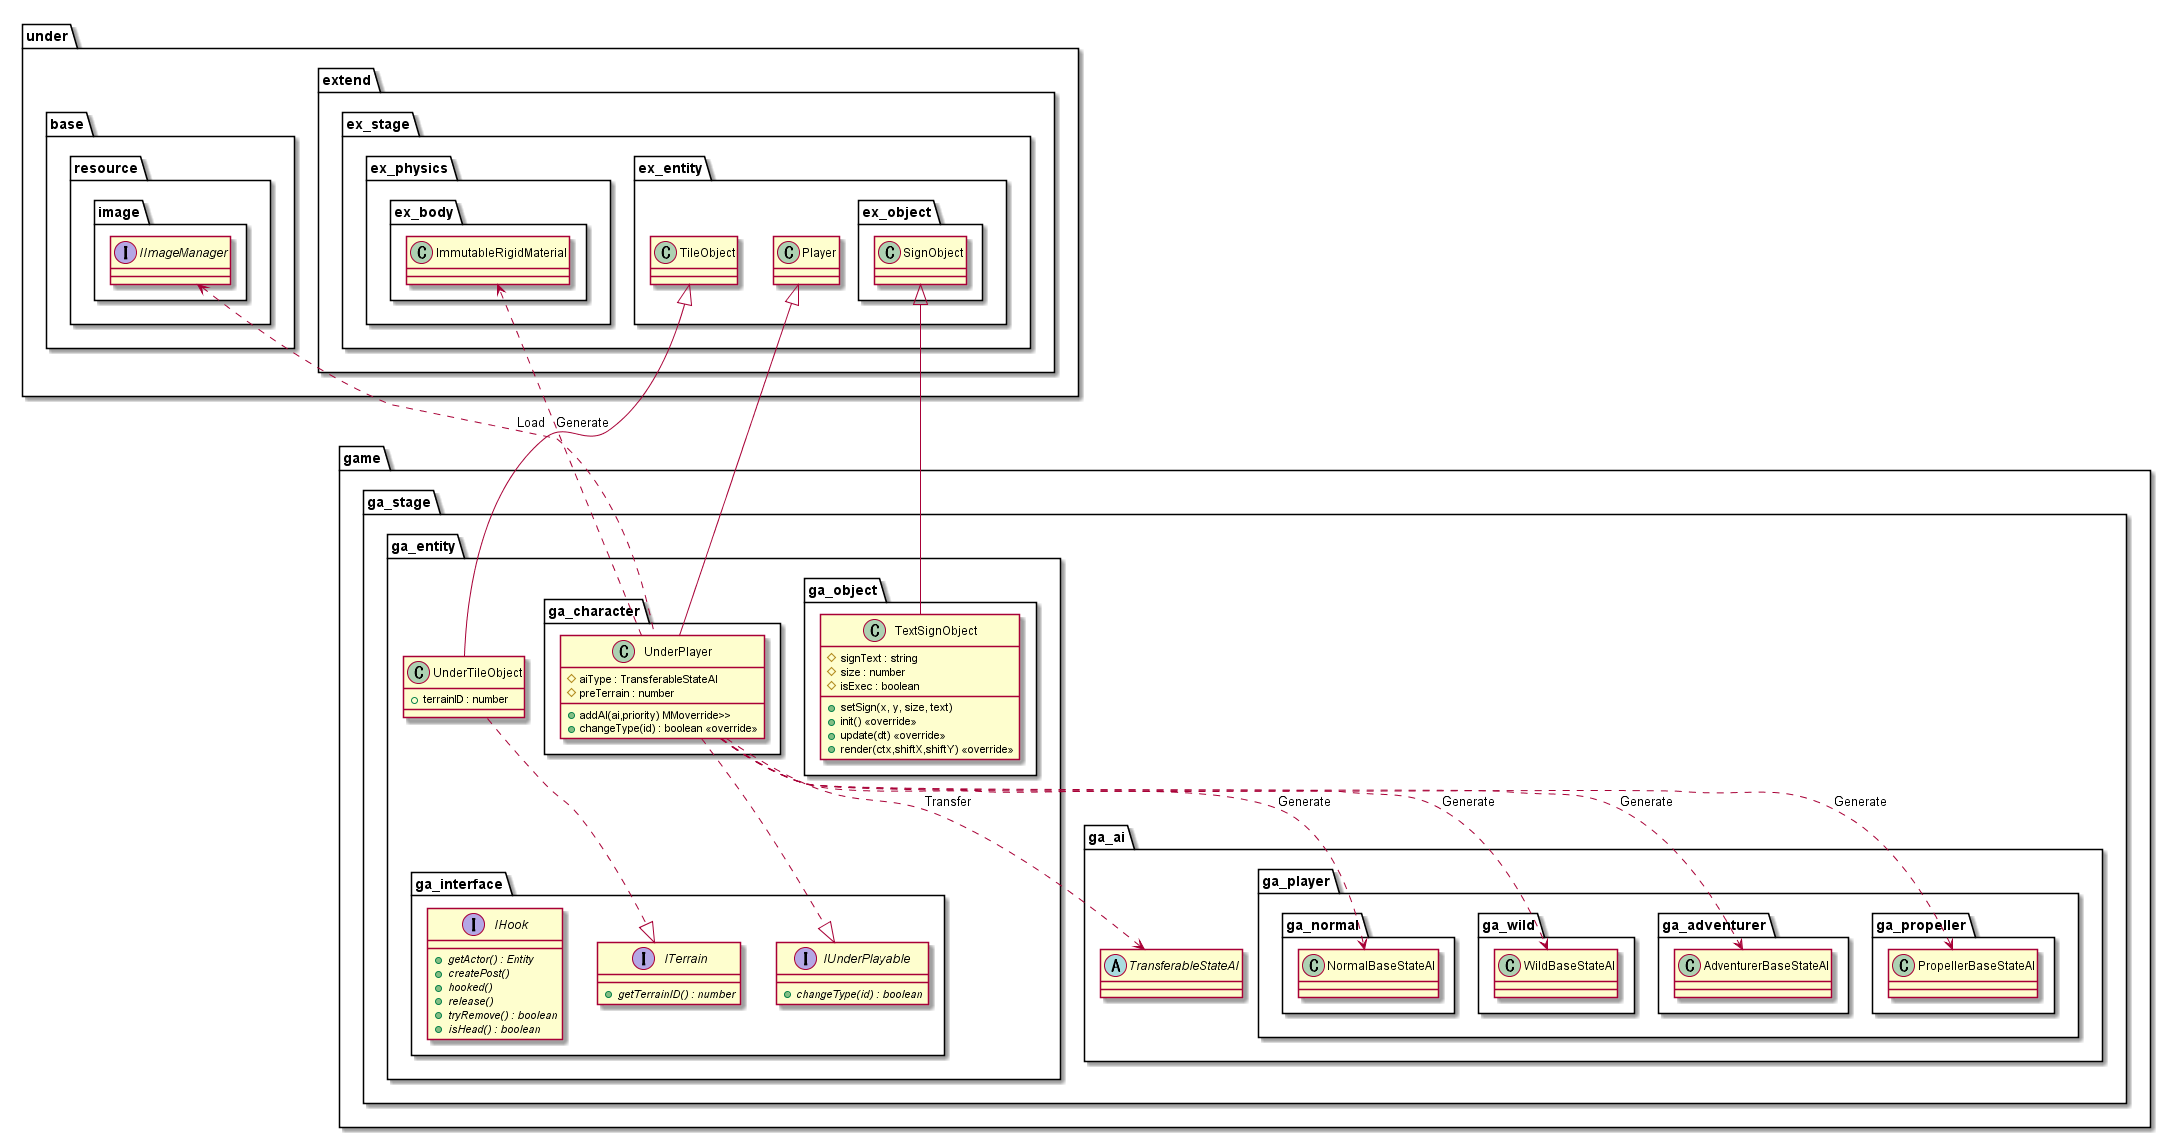 under
extend
base
ex_stage
resource
ex_physics
ex_entity
image
ex_body
ex_object
I IImageManager
C ImmutableRigidMaterial
C TileObject
C Player
C SignObject
Load
Generate
game
ga_stage
ga_entity
ga_character
ga_object
C UnderTileObject
terrainID : number
C UnderPlayer
aiType : TransferableStateAI
preTerrain : number
addAI(ai,priority) MMoverride>>
changeType(id) : boolean «override»
C TextSignObject
signText : string
size : number
isExec : boolean
setSign(x, y, size, text)
init() «override»
update(dt) «override»
render(ctx,shiftX,shiftY) «override»
Transfer
Generate
Generate
Generate
Generate
ga_interface
I IHook
getActor() : Entity
createPost()
hooked()
release()
tryRemove() : boolean
isHead() : boolean
I ITerrain
getTerrainID() : number
I IUnderPlayable
changeType(id) : boolean
ga_ai
ga_player
ga_normal
ga_wild
ga_adventurer
ga_propeller
A TransferableStateAI
C NormalBaseStateAI
C WildBaseStateAI
C AdventurerBaseStateAI
C PropellerBaseStateAI